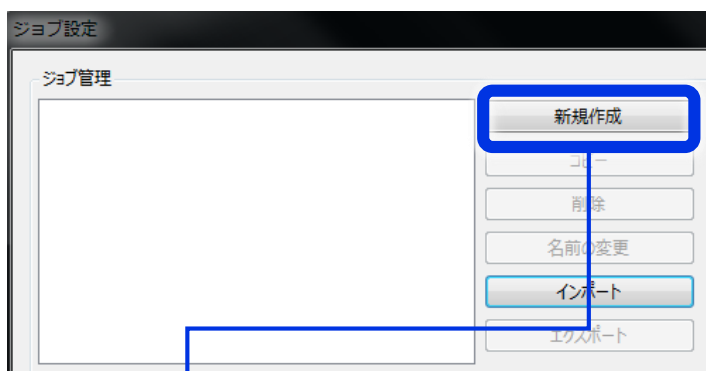 ジョブ設定
ジョブ管理
新規作成
コピー
削除
名前の変更
インポート
エクスポート